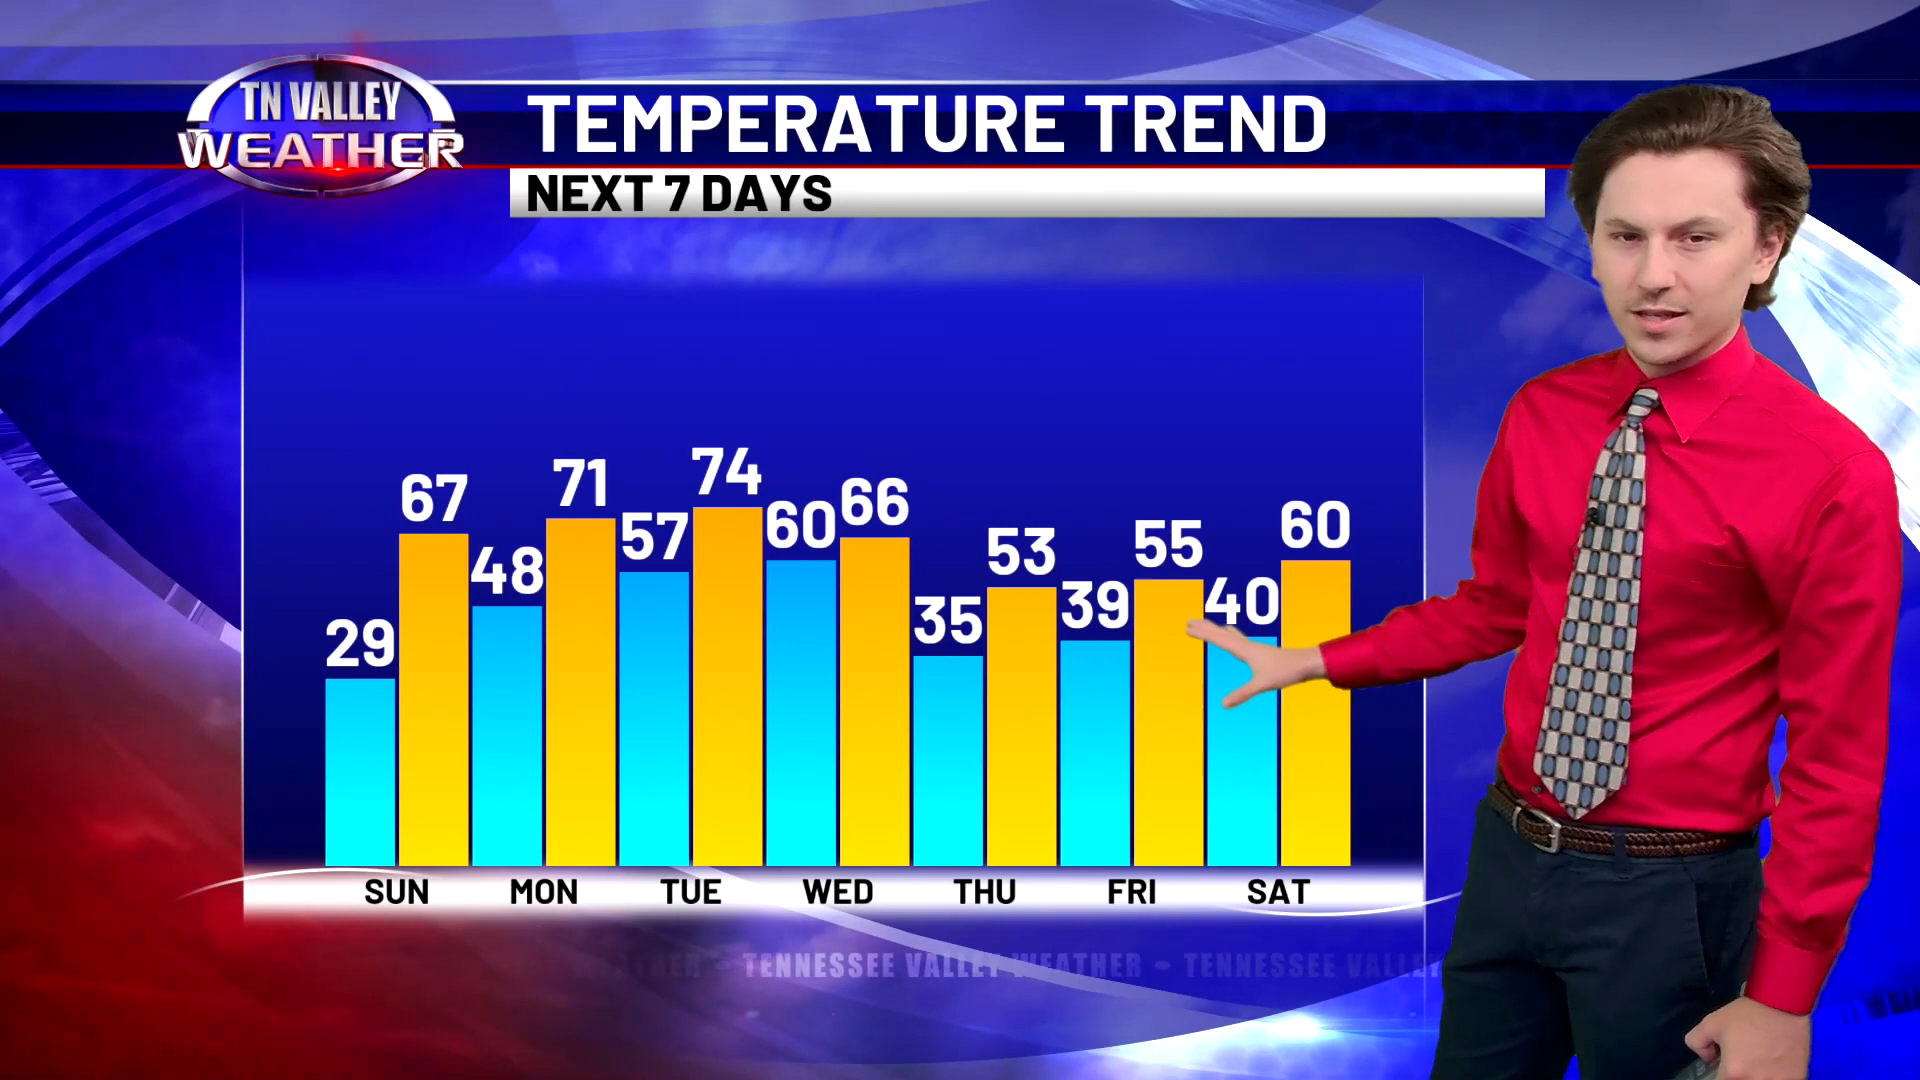 TN VALLEY
WEATHER
TEMPERATURE TREND
NEXT 7 DAYS
29 67 48 71 57 74 60 66 35 53 39 55 40 60
SUN MON TUE WED THU FRI SAT
TENNESSEE VALLEY WEATHER - TENNESSEE VALLEY